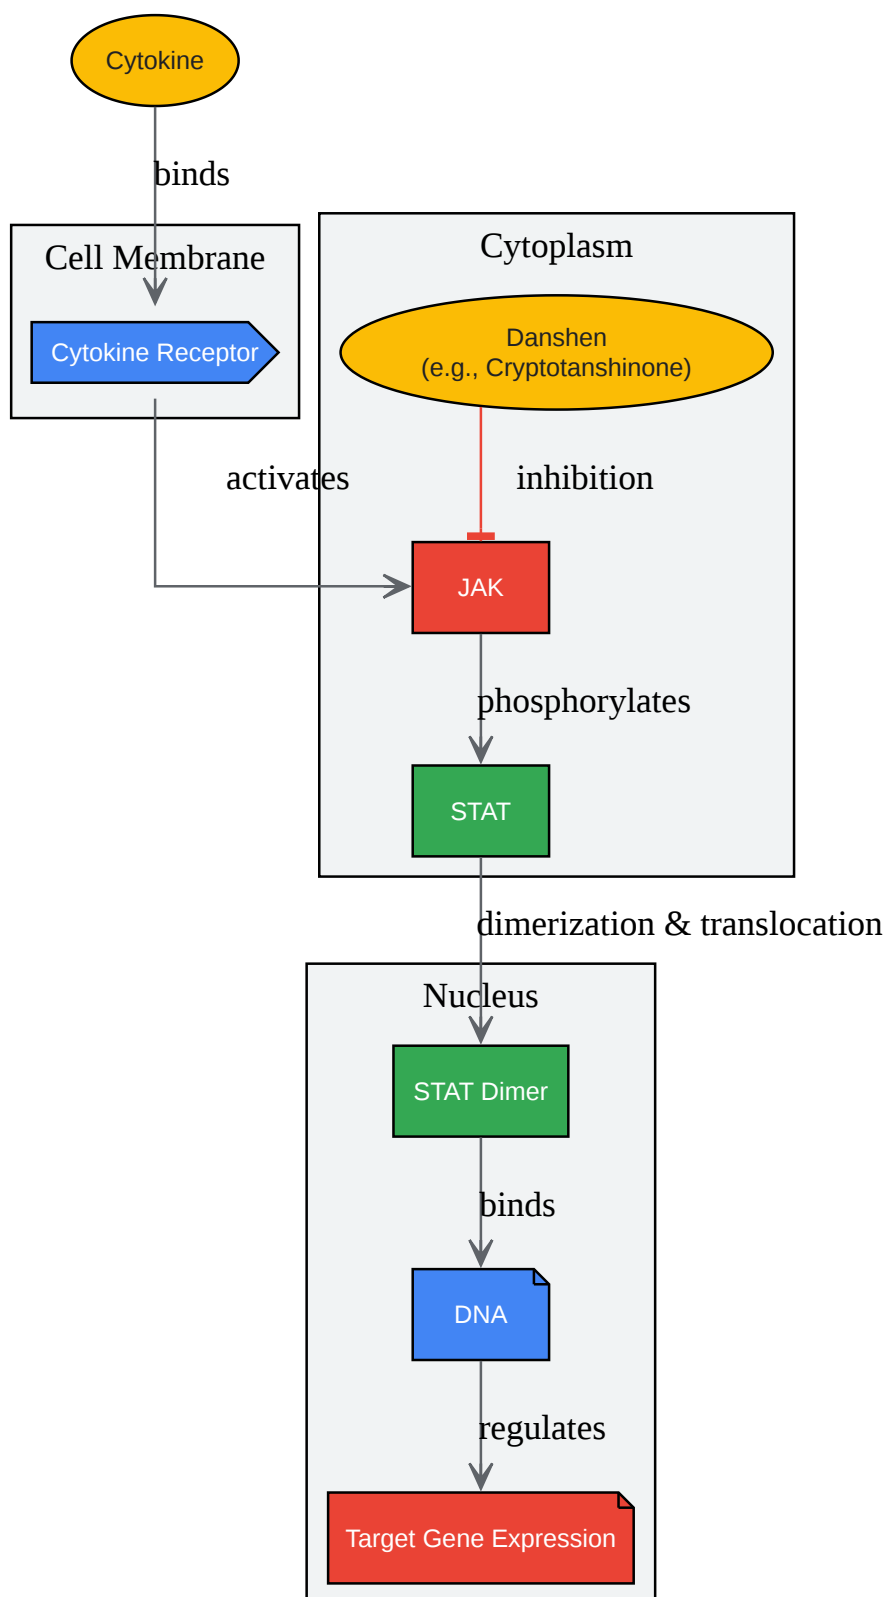 Cytokine
binds
Cell Membrane
Cytokine Receptor
Cytoplasm
Danshen
(e.g., Cryptotanshinone)
activates
inhibition
JAK
phosphorylates
STAT
dimerization & translocation
Nucleus
STAT Dimer
binds
DNA
regulates
Target Gene Expression